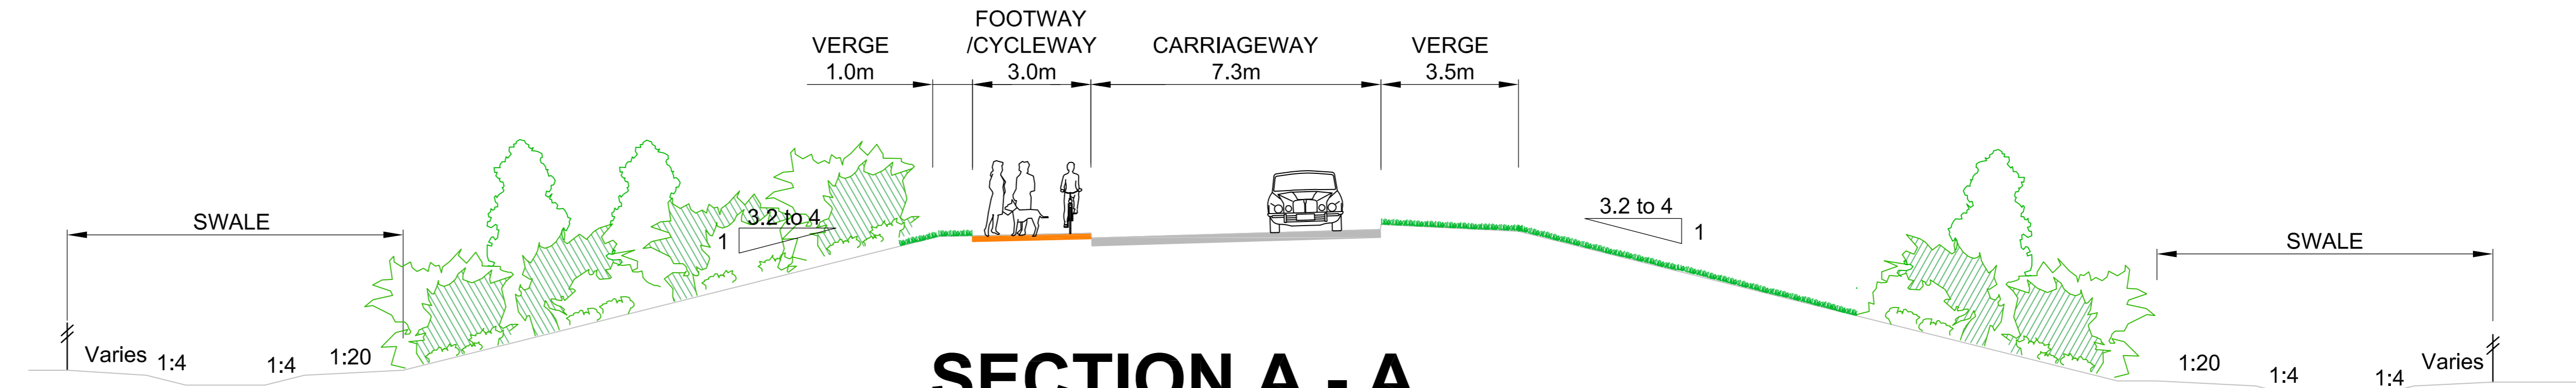 FOOTWAY
VERGE /CYCLEWAY CARRIAGEWAY VERGE
1.0m 3.0m 7.3m 3.5m
3.2 to 4
1
3.2 to 4
1
SWALE
SWALE
Varies 1:4 1:4 1:20
1:20 1:4 1:4 Varies
SECTION A - A